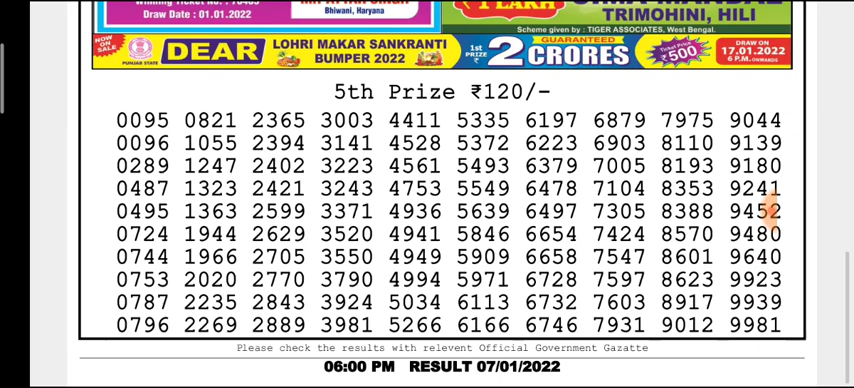 Draw Date : 01.01.2022
Bhiwani, Haryana
TRIMOHINI, HILI
Scheme given by : TIGER ASSOCIATES, West Bengal.
NOW ON SALE
PUNJAB STATE
DEAR
LOHRI MAKAR SANKRANTI
BUMPER 2022
1st PRIZE
GUARANTEED
2 CRORES
Ticket Price
₹500
DRAW ON
17.01.2022
6 P.M. ONWARDS
5th Prize ₹120/-
0095 0821 2365 3003 4411 5335 6197 6879 7975 9044
0096 1055 2394 3141 4528 5372 6223 6903 8110 9139
0289 1247 2402 3223 4561 5493 6379 7005 8193 9180
0487 1323 2421 3243 4753 5549 6478 7104 8353 9241
0495 1363 2599 3371 4936 5639 6497 7305 8388 9452
0724 1944 2629 3520 4941 5846 6654 7424 8570 9480
0744 1966 2705 3550 4949 5909 6658 7547 8601 9640
0753 2020 2770 3790 4994 5971 6728 7597 8623 9923
0787 2235 2843 3924 5034 6113 6732 7603 8917 9939
0796 2269 2889 3981 5266 6166 6746 7931 9012 9981
Please check the results with relevent Official Government Gazatte
06:00 PM RESULT 07/01/2022